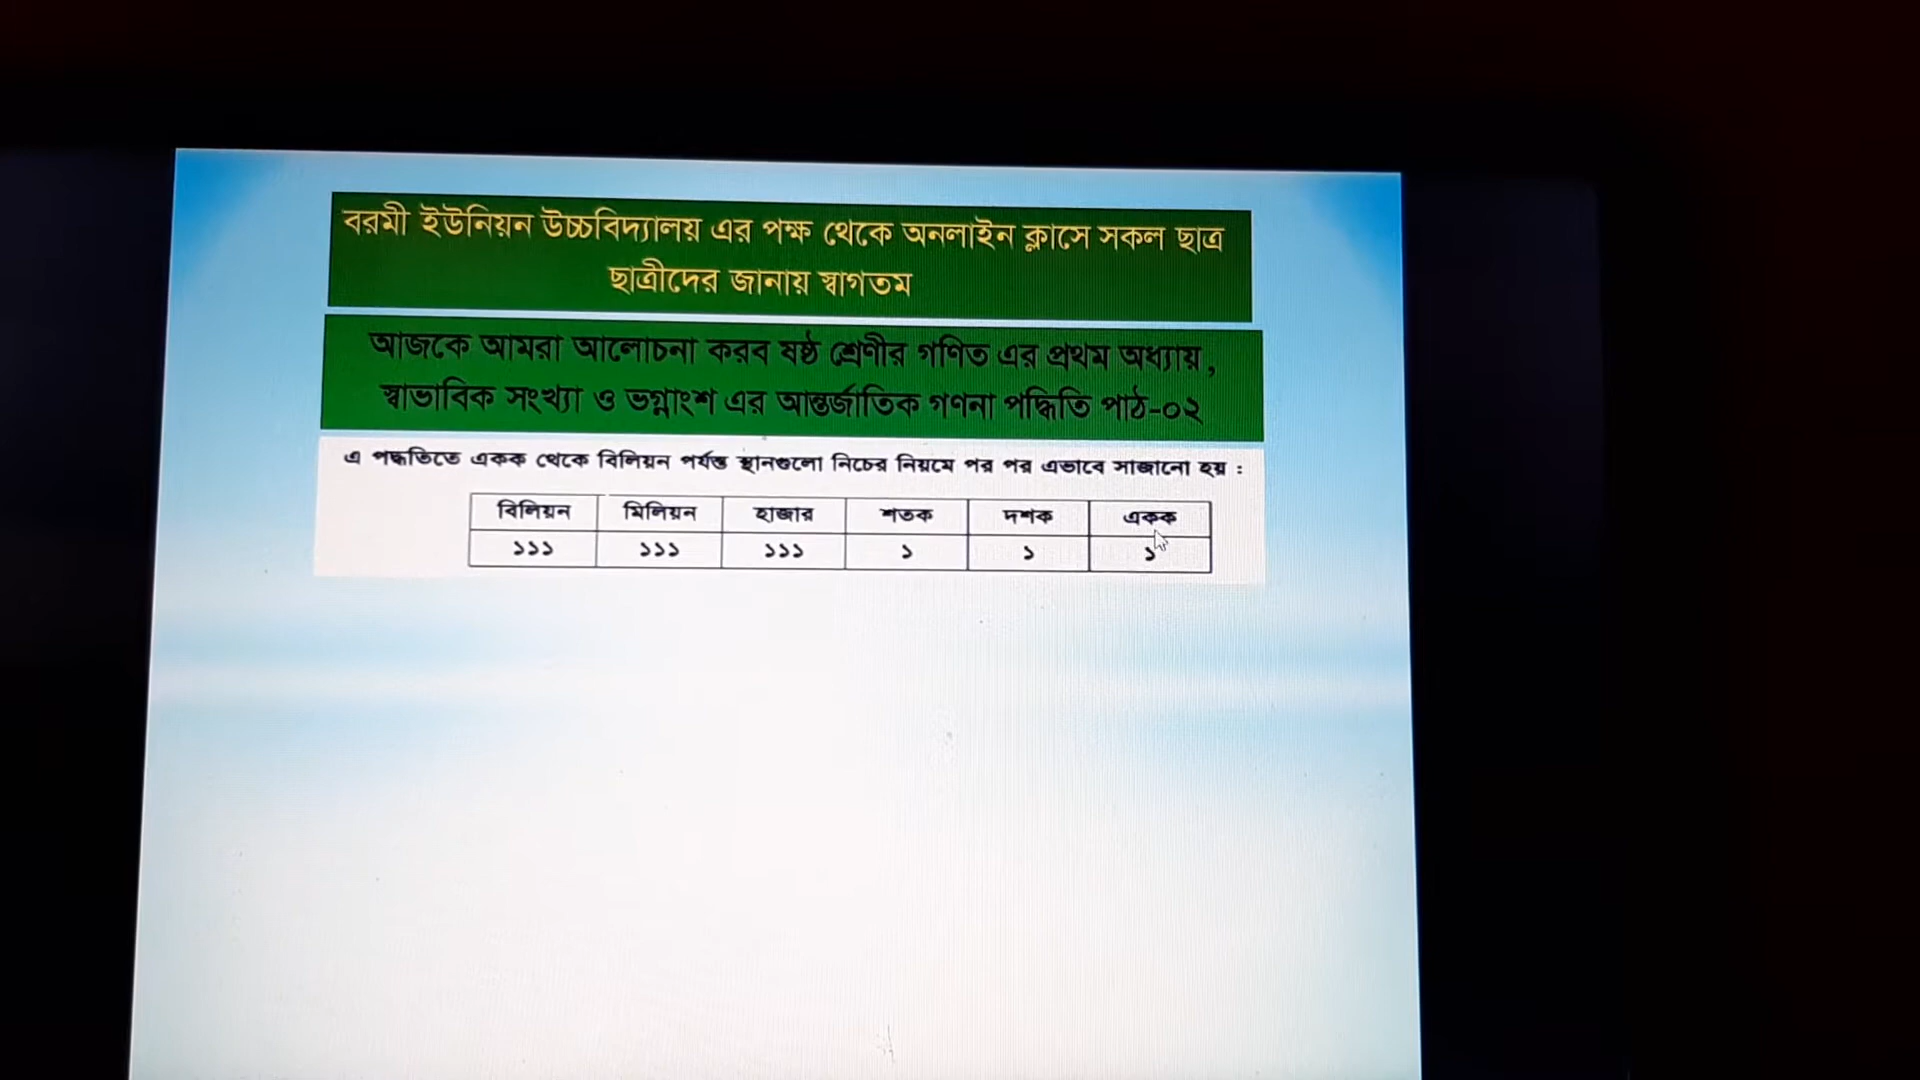 বরমী ইউনিয়ন উচ্চবিদ্যালয় এর পক্ষ থেকে অনলাইন ক্লাসে সকল ছাত্র
ছাত্রীদের জানায় স্বাগতম
আজকে আমরা আলোচনা করব ষষ্ঠ শ্রেণীর গণিত এর প্রথম অধ্যায়,
স্বাভাবিক সংখ্যা ও ভগ্নাংশ এর আন্তর্জাতিক গণনা পদ্ধিতি পাঠ-০২
এ পদ্ধতিতে একক থেকে বিলিয়ন পর্যন্ত স্থানগুলো নিচের নিয়মে পর পর এভাবে সাজানো হয় :
বিলিয়ন মিলিয়ন হাজার শতক দশক একক
১১১ ১১১ ১১১ ১ ১ ১